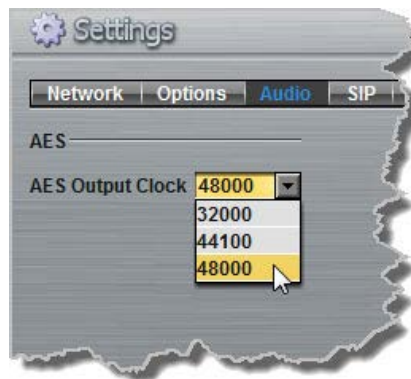 Settings
Network Options Audio SIP
AES
AES Output Clock 48000
32000
44100
48000